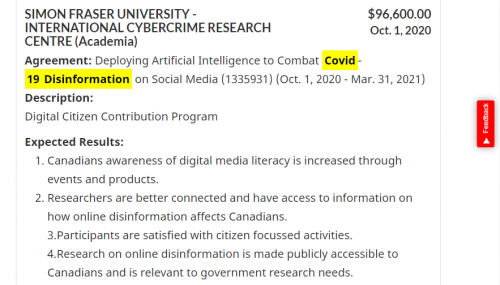 SIMON FRASER UNIVERSITY -
INTERNATIONAL CYBERCRIME RESEARCH
CENTRE (Academia)
$96,600.00
Oct. 1, 2020
Agreement: Deploying Artificial Intelligence to Combat Covid-
19 Disinformation on Social Media (1335931) (Oct. 1, 2020 - Mar. 31, 2021)
Description:
Digital Citizen Contribution Program
Expected Results:
1. Canadians awareness of digital media literacy is increased through
events and products.
2. Researchers are better connected and have access to information on
how online disinformation affects Canadians.
3.Participants are satisfied with citizen focussed activities.
4.Research on online disinformation is made publicly accessible to
Canadians and is relevant to government research needs.
Feedback